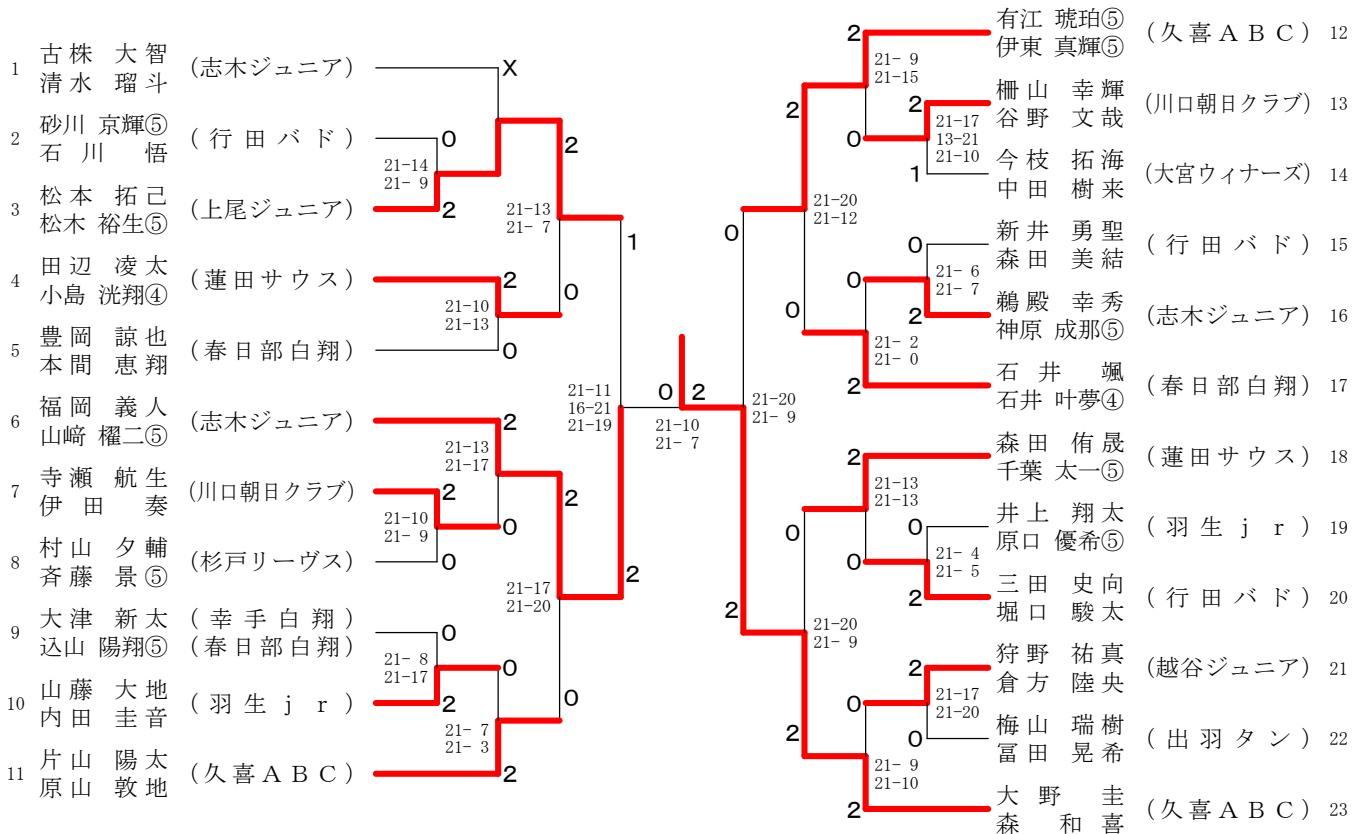 1 古株 大智 (志木ジュニア)
清水 瑠斗
X
2 砂川 京輝⑤ (行田バド)
石川 悟
0
21-14
21- 9
3 松本 拓己 (上尾ジュニア)
松木 裕生⑤
2
2
21-13
21- 7
4 田辺 凌太 (蓮田サウス)
小島 洸翔④
2
21-10
21-13
0
5 豊岡 諒也 (春日部白翔)
本間 恵翔
0
1
21-11
16-21
21-19
6 福岡 義人 (志木ジュニア)
山﨑 櫂二⑤
2
21-13
21-17
2
7 寺瀬 航生 (川口朝日クラブ)
伊田 奏
2
21-10
21- 9
0
8 村山 夕輔 (杉戸リーヴス)
斉藤 景⑤
0
21-17
21-20
2
9 大津 新太 (幸手白翔)
込山 陽翔⑤ (春日部白翔)
0
21- 8
21-17
0
10 山藤 大地 (羽生jr)
内田 圭音
2
0
21- 7
21- 3
11 片山 陽太 (久喜ABC)
原山 敦地
2
0 2
21-10
21- 7
有江 琥珀⑤ (久喜ABC) 12
伊東 真輝⑤
2
21- 9
21-15
2
柵山 幸輝 (川口朝日クラブ) 13
谷野 文哉
2
21-17
13-21
21-10
0
今枝 拓海 (大宮ウィナーズ) 14
中田 樹来
1
21-20
21-12
0
新井 勇聖 (行田バド) 15
森田 美結
0
21- 6
21- 7
0
鵜殿 幸秀 (志木ジュニア) 16
神原 成那⑤
2
0
21- 2
21- 0
石井 颯 (春日部白翔) 17
石井 叶夢④
2
21-20
21- 9
森田 侑晟 (蓮田サウス) 18
千葉 太一⑤
2
21-13
21-13
0
井上 翔太 (羽生jr) 19
原口 優希⑤
0
21- 4
21- 5
0
三田 史向 (行田バド) 20
堀口 駿太
2
2
21-20
21- 9
狩野 祐真 (越谷ジュニア) 21
倉方 陸央
2
21-17
21-20
0
梅山 瑞樹 (出羽タン) 22
冨田 晃希
0
2
21- 9
21-10
大野 圭 (久喜ABC) 23
森 和喜
2